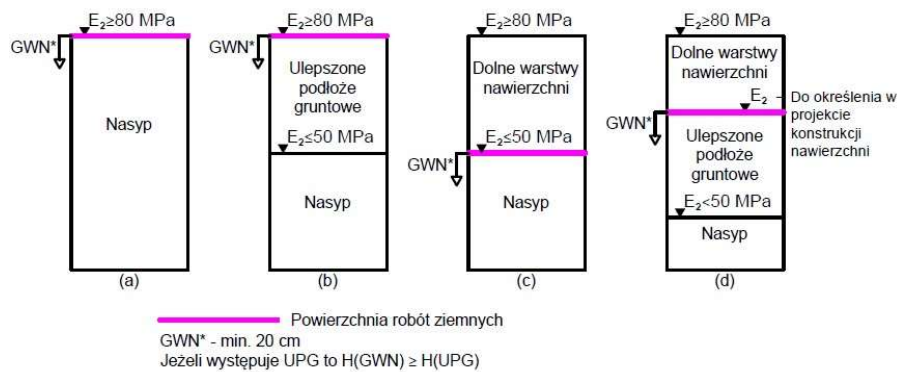 E₂≥80 MPa
GWN*
Nasyp
(a)
E₂≥80 MPa
GWN*
Ulepszone
podłoże
gruntowe
E₂≤50 MPa
Nasyp
(b)
E₂≥80 MPa
Dolne warstwy
nawierzchni
E₂≤50 MPa
GWN*
Nasyp
(c)
E₂≥80 MPa
Dolne warstwy
nawierzchni
E₂ – Do określenia w
projekcie
konstrukcji
nawierzchni
GWN*
Ulepszone
podłoże
gruntowe
E₂<50 MPa
Nasyp
(d)
Powierzchnia robót ziemnych
GWN* - min. 20 cm
Jeżeli występuje UPG to H(GWN) ≥ H(UPG)